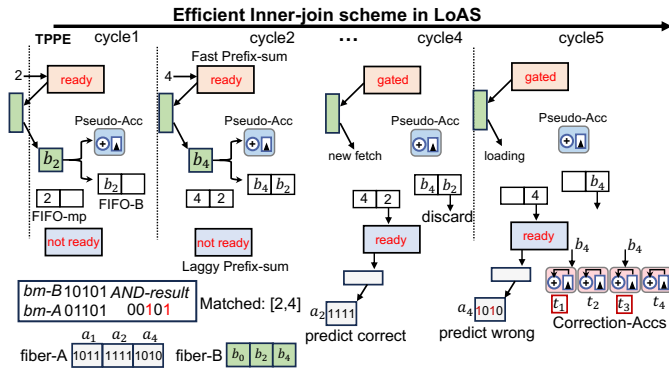 Efficient Inner-join scheme in LoAS
TPPE cycle1 cycle2 ... cycle4 cycle5
2 ready
4 Fast Prefix-sum ready
gated
gated
Pseudo-Acc
Pseudo-Acc
Pseudo-Acc
Pseudo-Acc
b₂
b₄
new fetch
loading
2
b₂
FIFO-mp FIFO-B
4 2
b₄ b₂
4 2
b₄ b₂
discard
4
b₄
not ready
not ready
Laggy Prefix-sum
ready
ready
b₄ b₄
a₂ 1111
predict correct
a₄ 1010
predict wrong
t₁ t₂ t₃ t₄
Correction-Accs
bm-B 10101 AND-result
bm-A 01101 00101
Matched: [2,4]
a₁ a₂ a₄
fiber-A 1011 1111 1010
fiber-B b₀ b₂ b₄